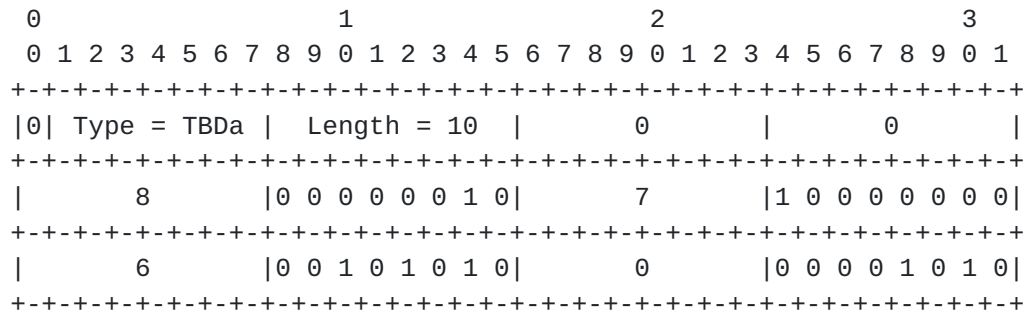 0                   1                   2                   3
 0 1 2 3 4 5 6 7 8 9 0 1 2 3 4 5 6 7 8 9 0 1 2 3 4 5 6 7 8 9 0 1
+-+-+-+-+-+-+-+-+-+-+-+-+-+-+-+-+-+-+-+-+-+-+-+-+-+-+-+-+-+-+-+-+
|0| Type = TBDa |  Length = 10  |       0       |       0       |
+-+-+-+-+-+-+-+-+-+-+-+-+-+-+-+-+-+-+-+-+-+-+-+-+-+-+-+-+-+-+-+-+
|       8       |0 0 0 0 0 0 1 0|       7       |1 0 0 0 0 0 0 0|
+-+-+-+-+-+-+-+-+-+-+-+-+-+-+-+-+-+-+-+-+-+-+-+-+-+-+-+-+-+-+-+-+
|       6       |0 0 1 0 1 0 1 0|       0       |0 0 0 0 1 0 1 0|
+-+-+-+-+-+-+-+-+-+-+-+-+-+-+-+-+-+-+-+-+-+-+-+-+-+-+-+-+-+-+-+-+